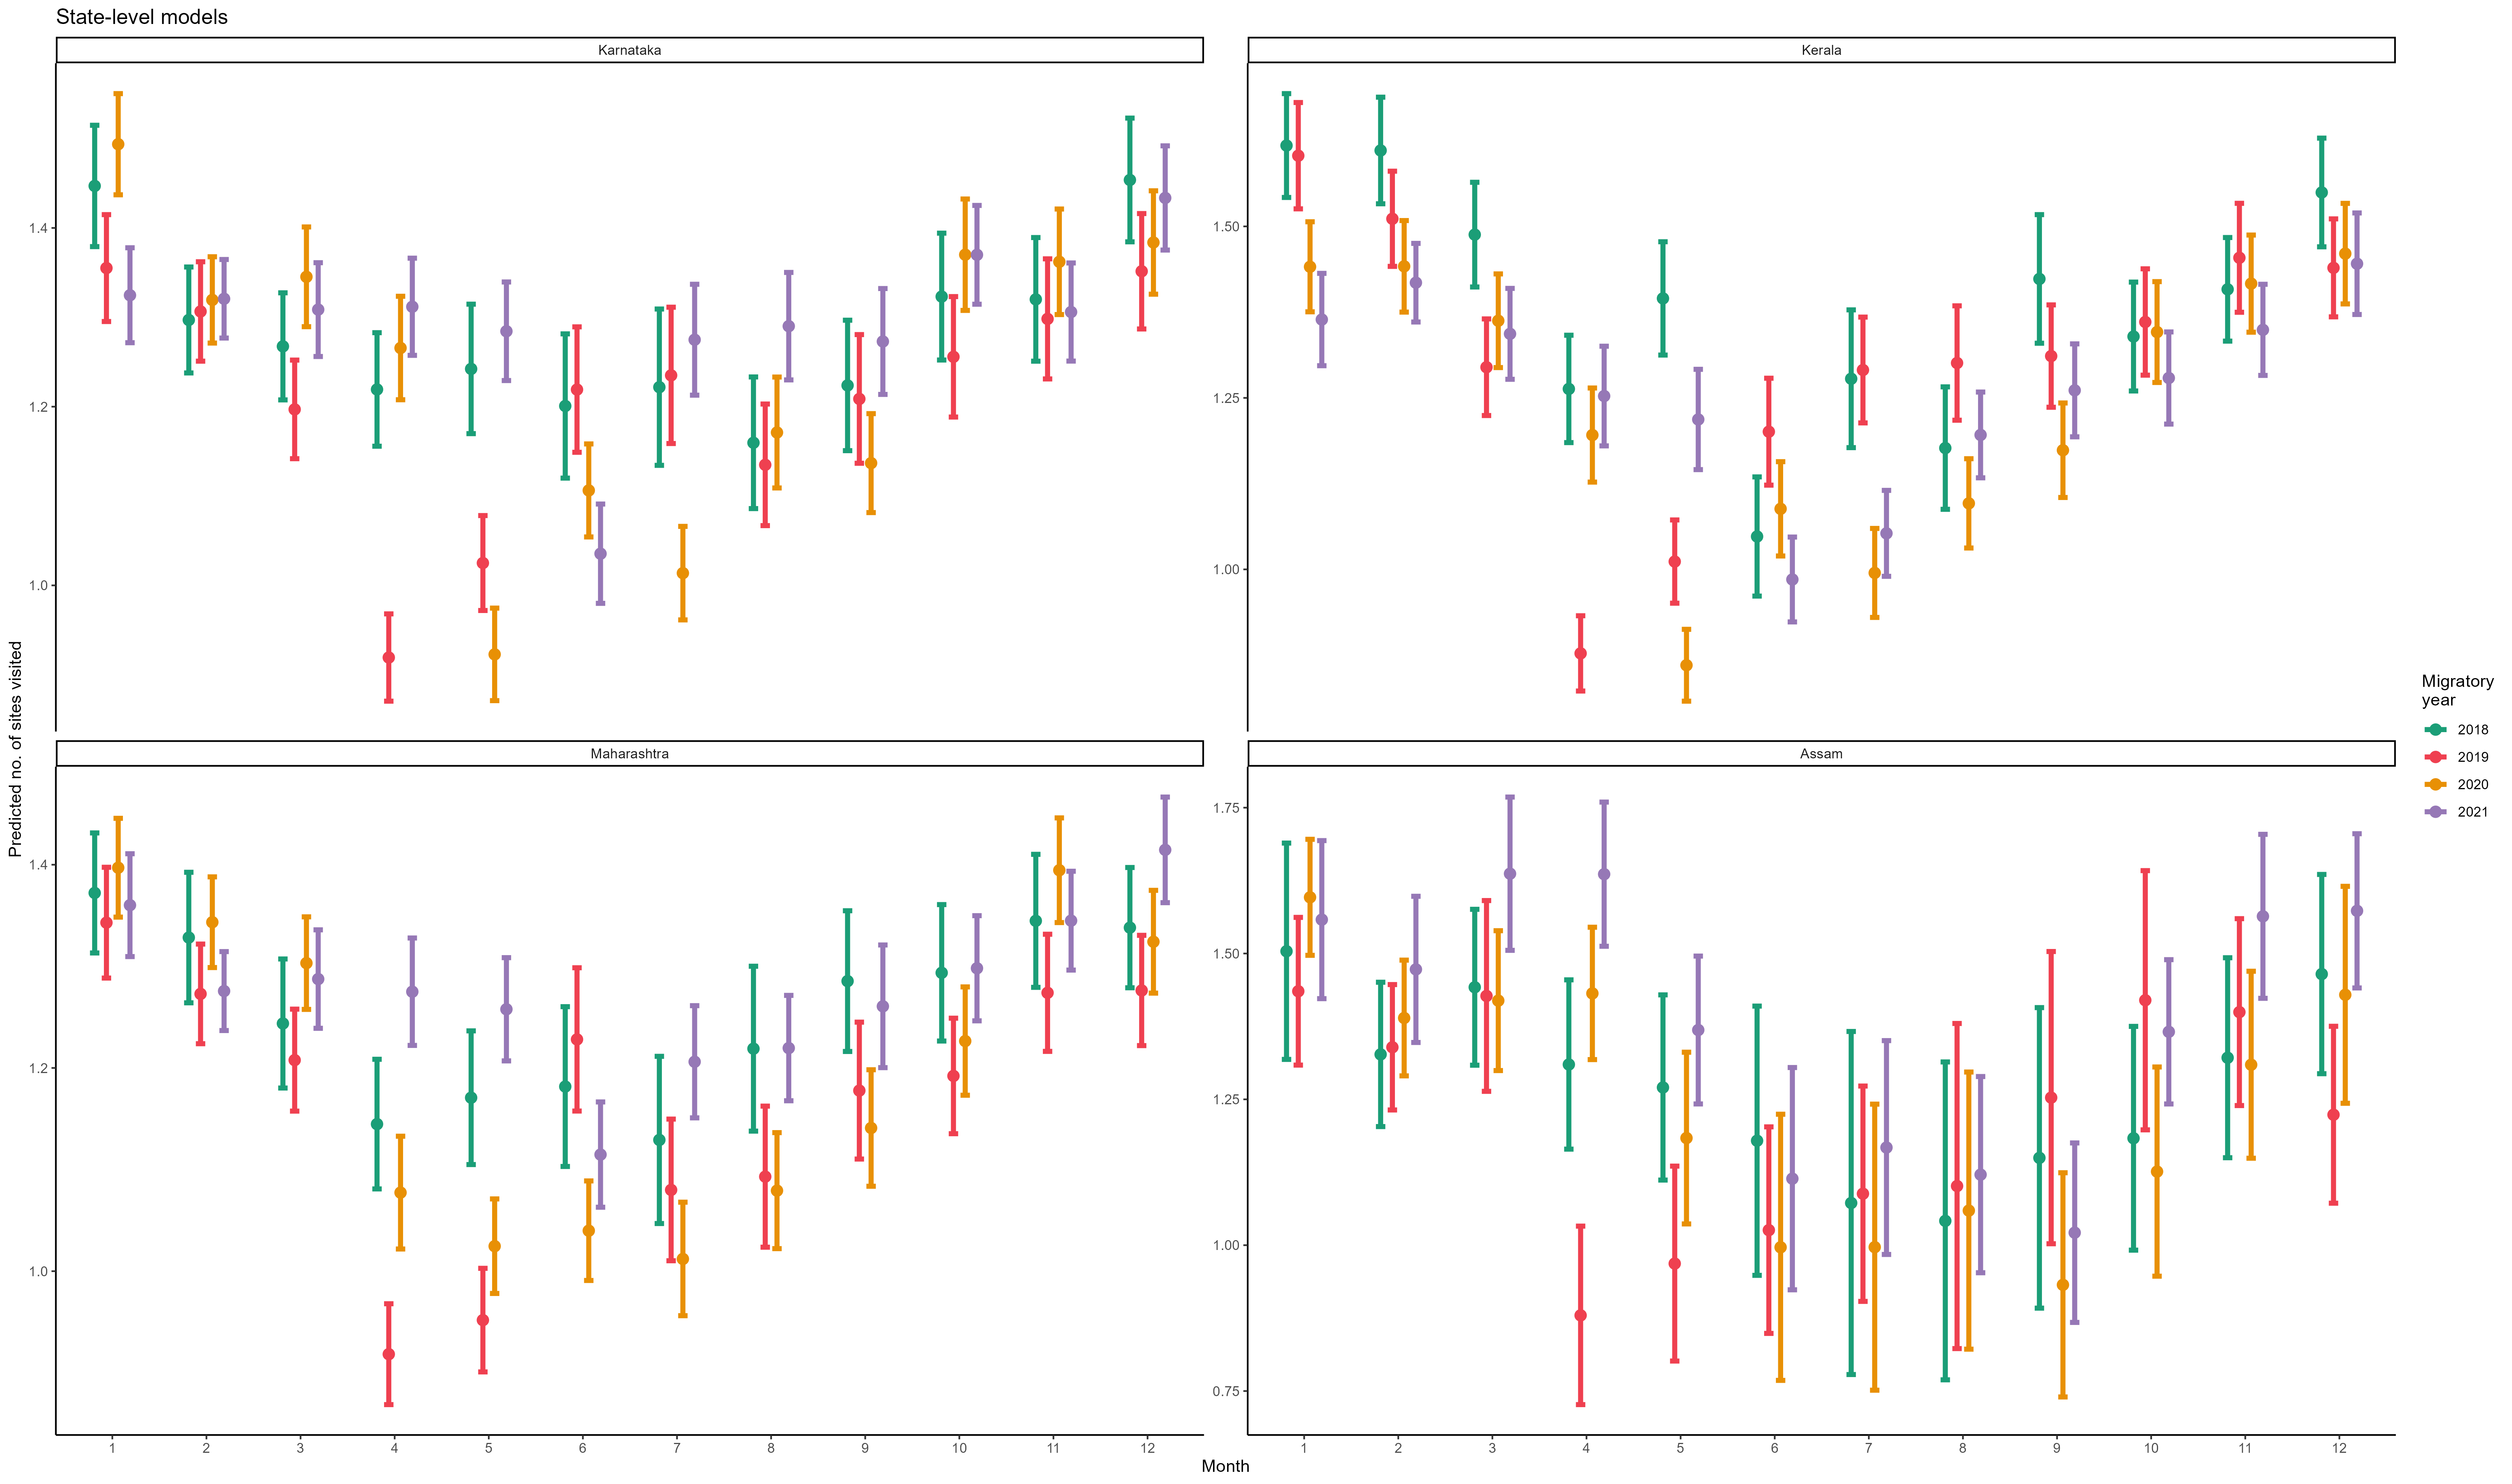 State-level models
Karnataka
Kerala
1.4
1.2
1.0
1.50
1.25
1.00
Predicted no. of sites visited
Maharashtra
Assam
1.4
1.2
1.0
1.75
1.50
1.25
1.00
0.75
1 2 3 4 5 6 7 8 9 10 11 12
1 2 3 4 5 6 7 8 9 10 11 12
Month
Migratory
year
2018
2019
2020
2021